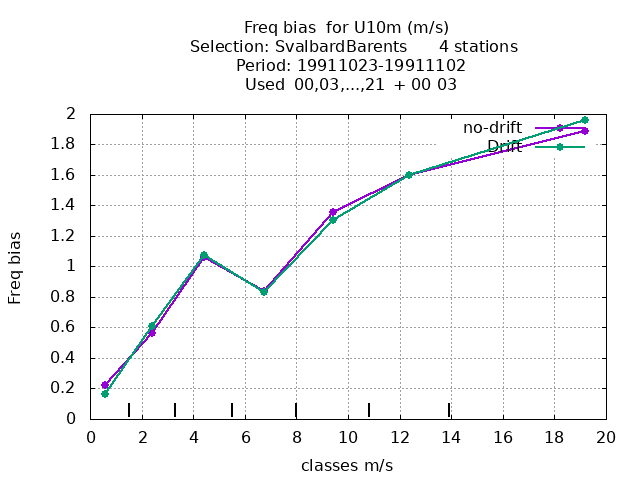 Freq bias  for U10m (m/s)
Selection: SvalbardBarents       4 stations
Period: 19911023-19911102
Used  00,03,...,21  + 00 03
no-drift
Drift
Freq bias
2
1.8
1.6
1.4
1.2
1
0.8
0.6
0.4
0.2
0
0 2 4 6 8 10 12 14 16 18 20
classes m/s